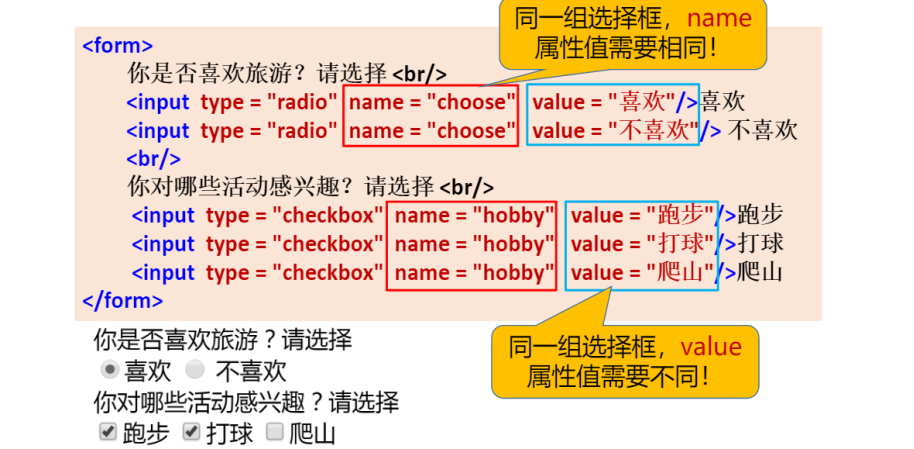 同一组选择框，name
属性值需要相同！
<form>
你是否喜欢旅游？请选择 <br/>
<input type = "radio" name = "choose" value = "喜欢"/>喜欢
<input type = "radio" name = "choose" value = "不喜欢"/> 不喜欢
<br/>
你对哪些活动感兴趣？请选择 <br/>
<input type = "checkbox" name = "hobby" value = "跑步"/>跑步
<input type = "checkbox" name = "hobby" value = "打球"/>打球
<input type = "checkbox" name = "hobby" value = "爬山"/>爬山
</form>
同一组选择框，value
属性值需要不同！
你是否喜欢旅游？请选择
喜欢 不喜欢
你对哪些活动感兴趣？请选择
跑步 打球 爬山